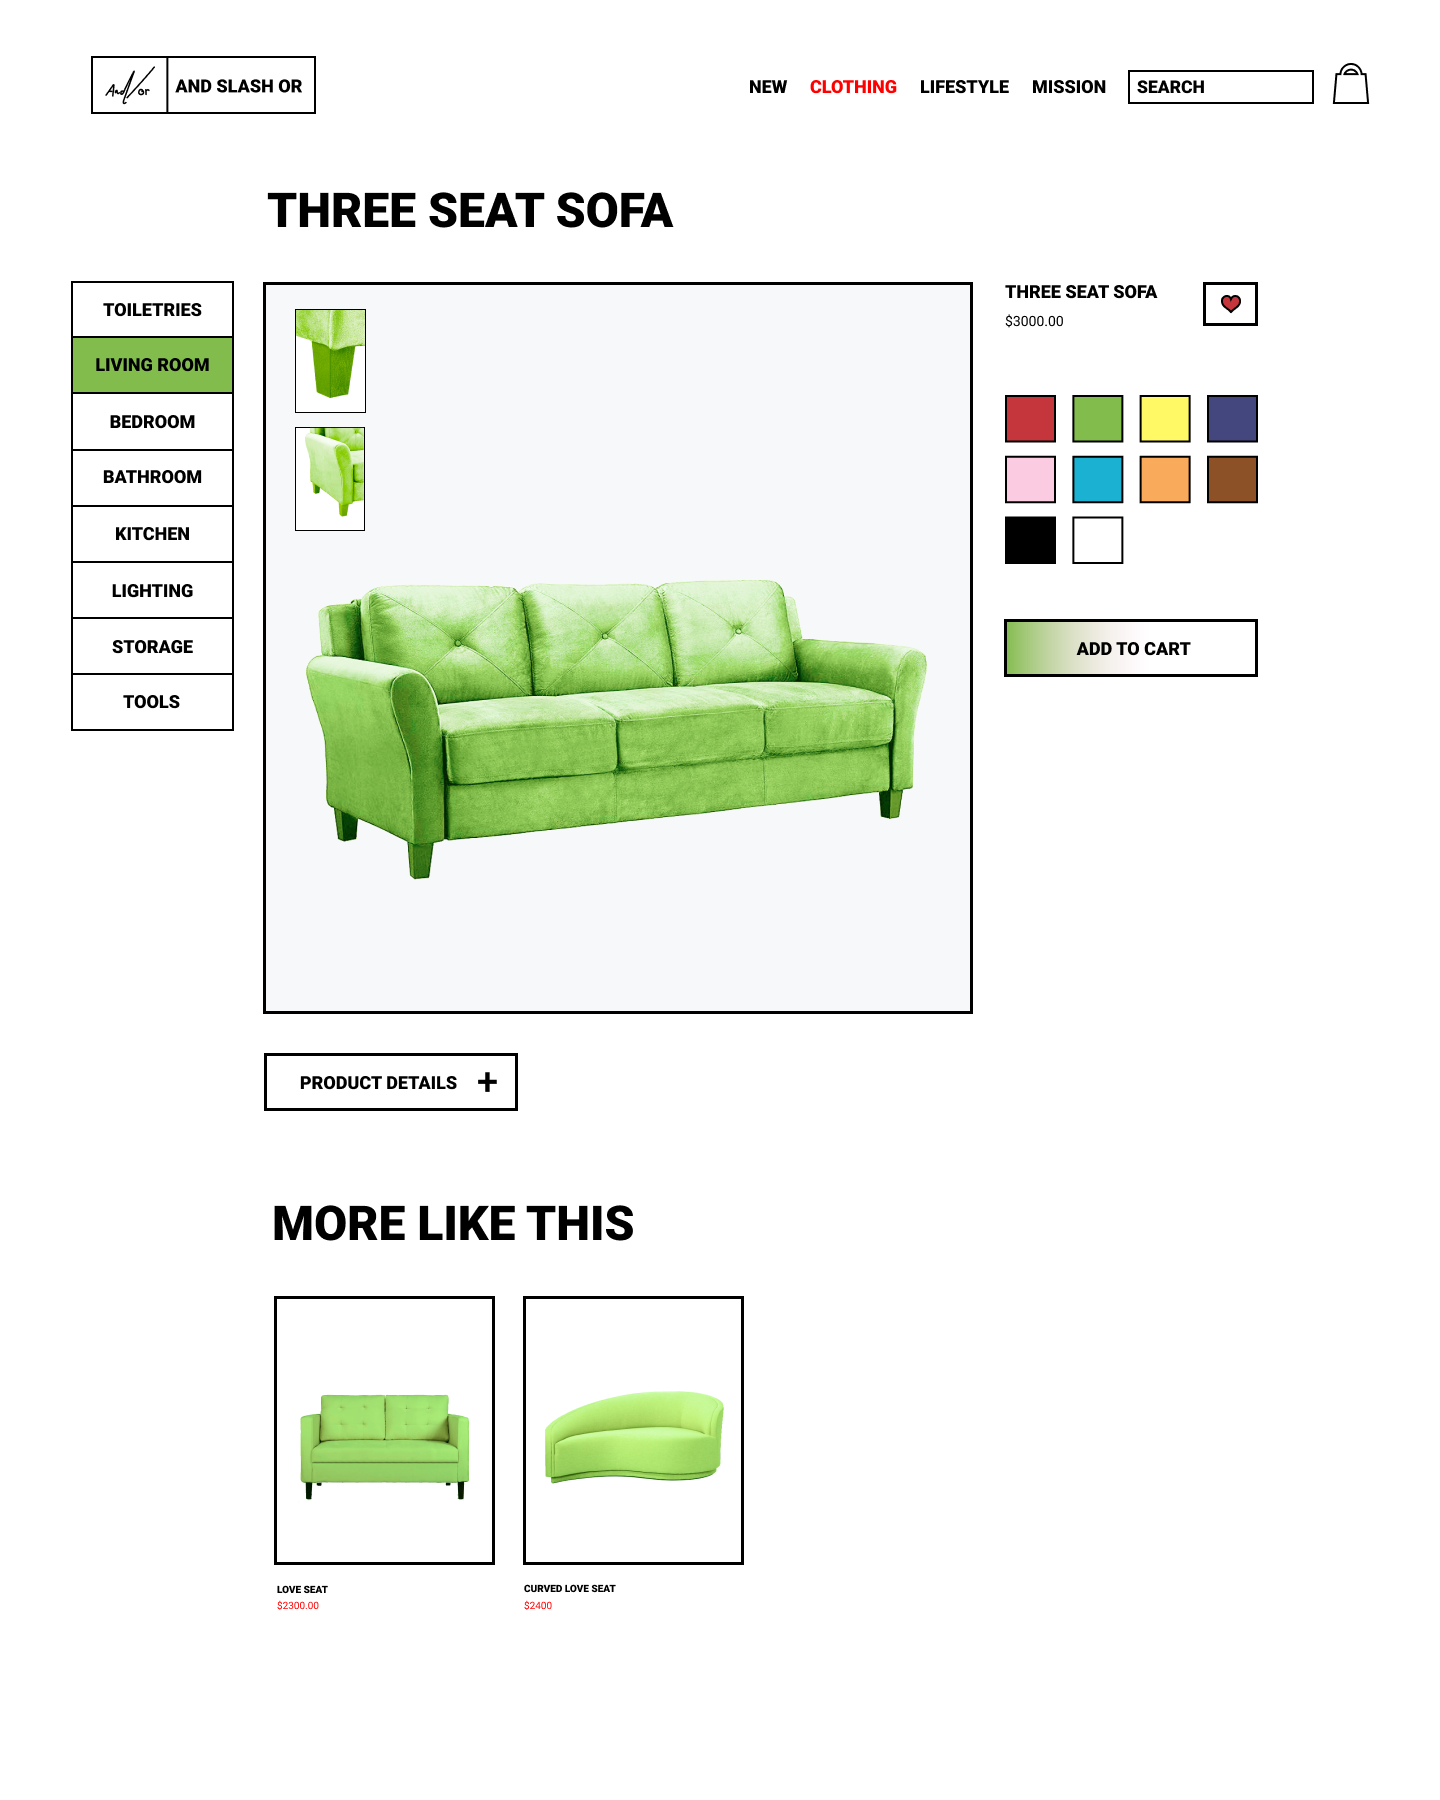 And/or
AND SLASH OR
NEW
CLOTHING
LIFESTYLE
MISSION
SEARCH
THREE SEAT SOFA
TOILETRIES
LIVING ROOM
BEDROOM
BATHROOM
KITCHEN
LIGHTING
STORAGE
TOOLS
THREE SEAT SOFA
$3000.00
ADD TO CART
PRODUCT DETAILS +
MORE LIKE THIS
LOVE SEAT
$2300.00
CURVED LOVE SEAT
$2400